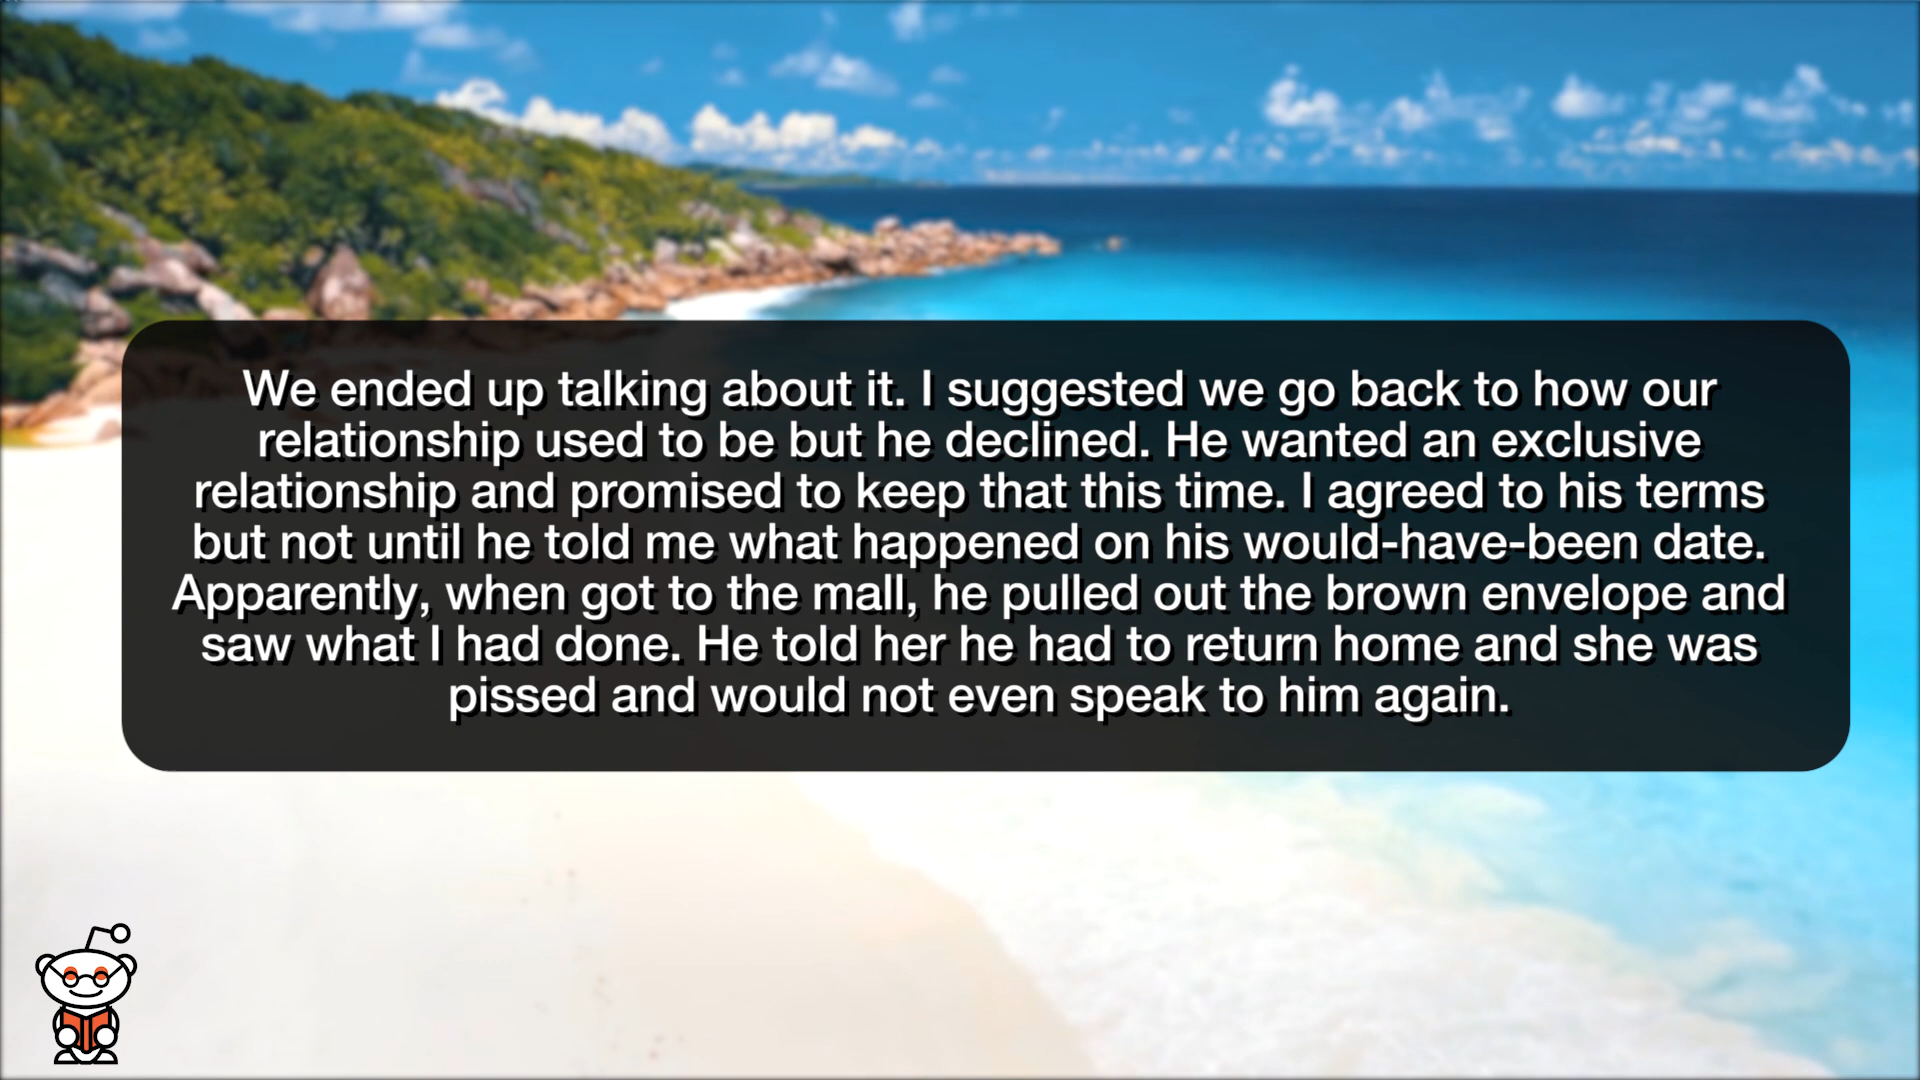 We ended up talking about it. I suggested we go back to how our
relationship used to be but he declined. He wanted an exclusive
relationship and promised to keep that this time. I agreed to his terms
but not until he told me what happened on his would-have-been date.
Apparently, when got to the mall, he pulled out the brown envelope and
saw what I had done. He told her he had to return home and she was
pissed and would not even speak to him again.